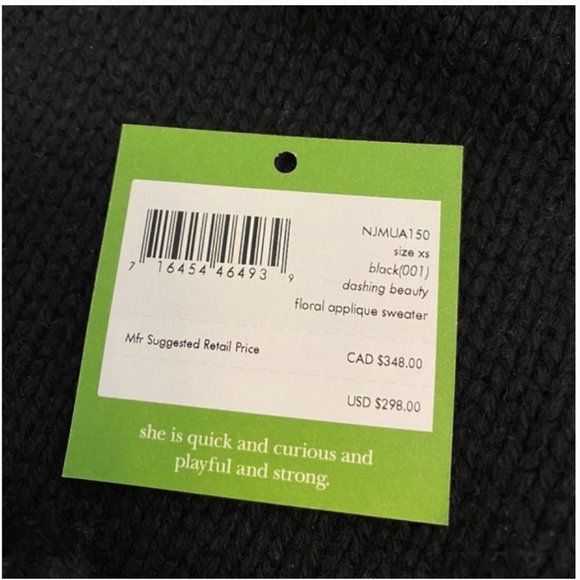 NJMUA150
size xs
black(001)
dashing beauty
floral applique sweater
7 16454 46493 9
Mfr Suggested Retail Price
CAD $348.00
USD $298.00
she is quick and curious and
playful and strong.